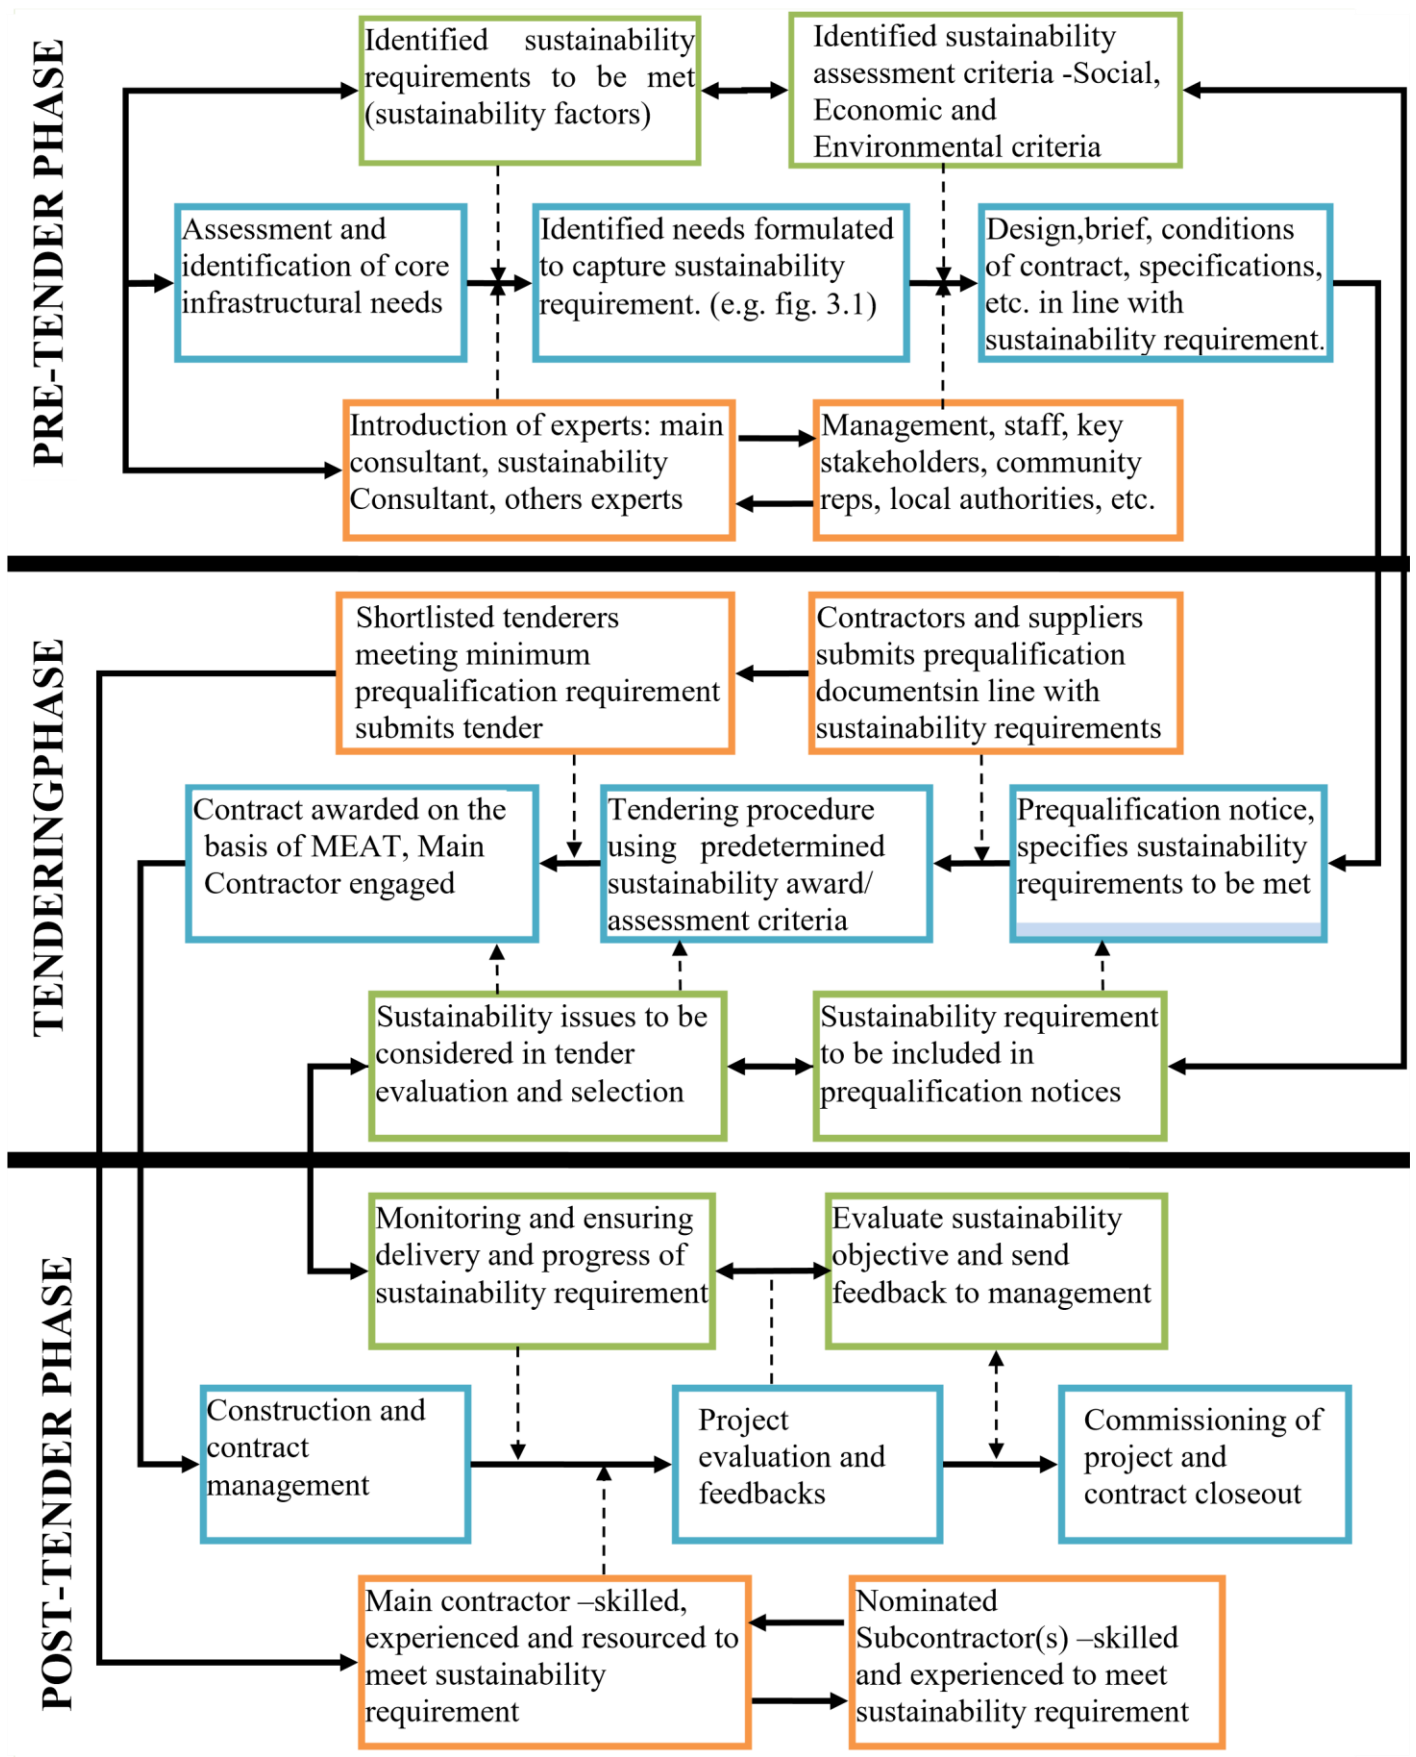 PRE-TENDER PHASE
Identified sustainability
requirements to be met
(sustainability factors)
Identified sustainability
assessment criteria -Social,
Economic and
Environmental criteria
Assessment and
identification of core
infrastructural needs
Identified needs formulated
to capture sustainability
requirement. (e.g. fig. 3.1)
Design,brief, conditions
of contract, specifications,
etc. in line with
sustainability requirement.
Introduction of experts: main
consultant, sustainability
Consultant, others experts
Management, staff, key
stakeholders, community
reps, local authorities, etc.
TENDERINGPHASE
Shortlisted tenderers
meeting minimum
prequalification requirement
submits tender
Contractors and suppliers
submits prequalification
documentsin line with
sustainability requirements
Contract awarded on the
basis of MEAT, Main
Contractor engaged
Tendering procedure
using predetermined
sustainability award/
assessment criteria
Prequalification notice,
specifies sustainability
requirements to be met
Sustainability issues to be
considered in tender
evaluation and selection
Sustainability requirement
to be included in
prequalification notices
POST-TENDER PHASE
Monitoring and ensuring
delivery and progress of
sustainability requirement
Evaluate sustainability
objective and send
feedback to management
Construction and
contract
management
Project
evaluation and
feedbacks
Commissioning of
project and
contract closeout
Main contractor –skilled,
experienced and resourced to
meet sustainability
requirement
Nominated
Subcontractor(s) –skilled
and experienced to meet
sustainability requirement